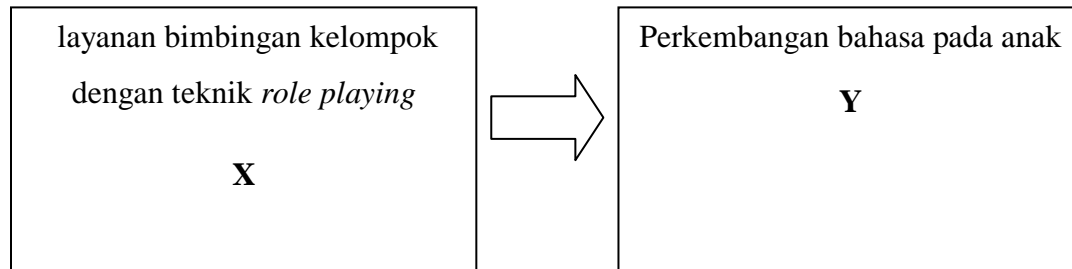 layanan bimbingan kelompok
dengan teknik role playing
X
Perkembangan bahasa pada anak
Y